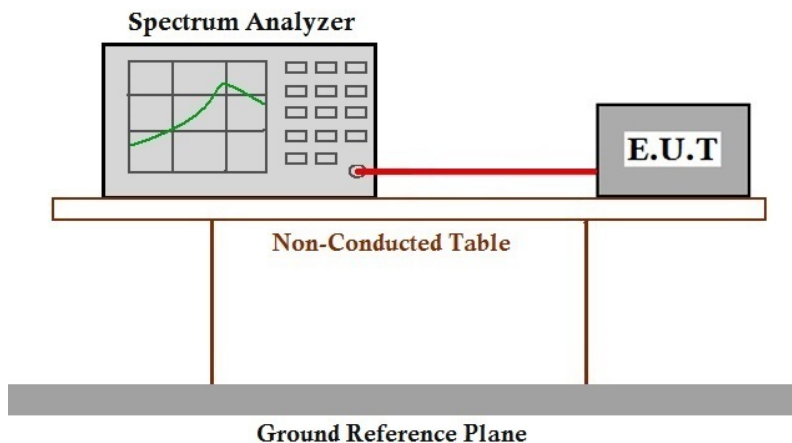 Spectrum Analyzer
E.U.T
Non-Conducted Table
Ground Reference Plane